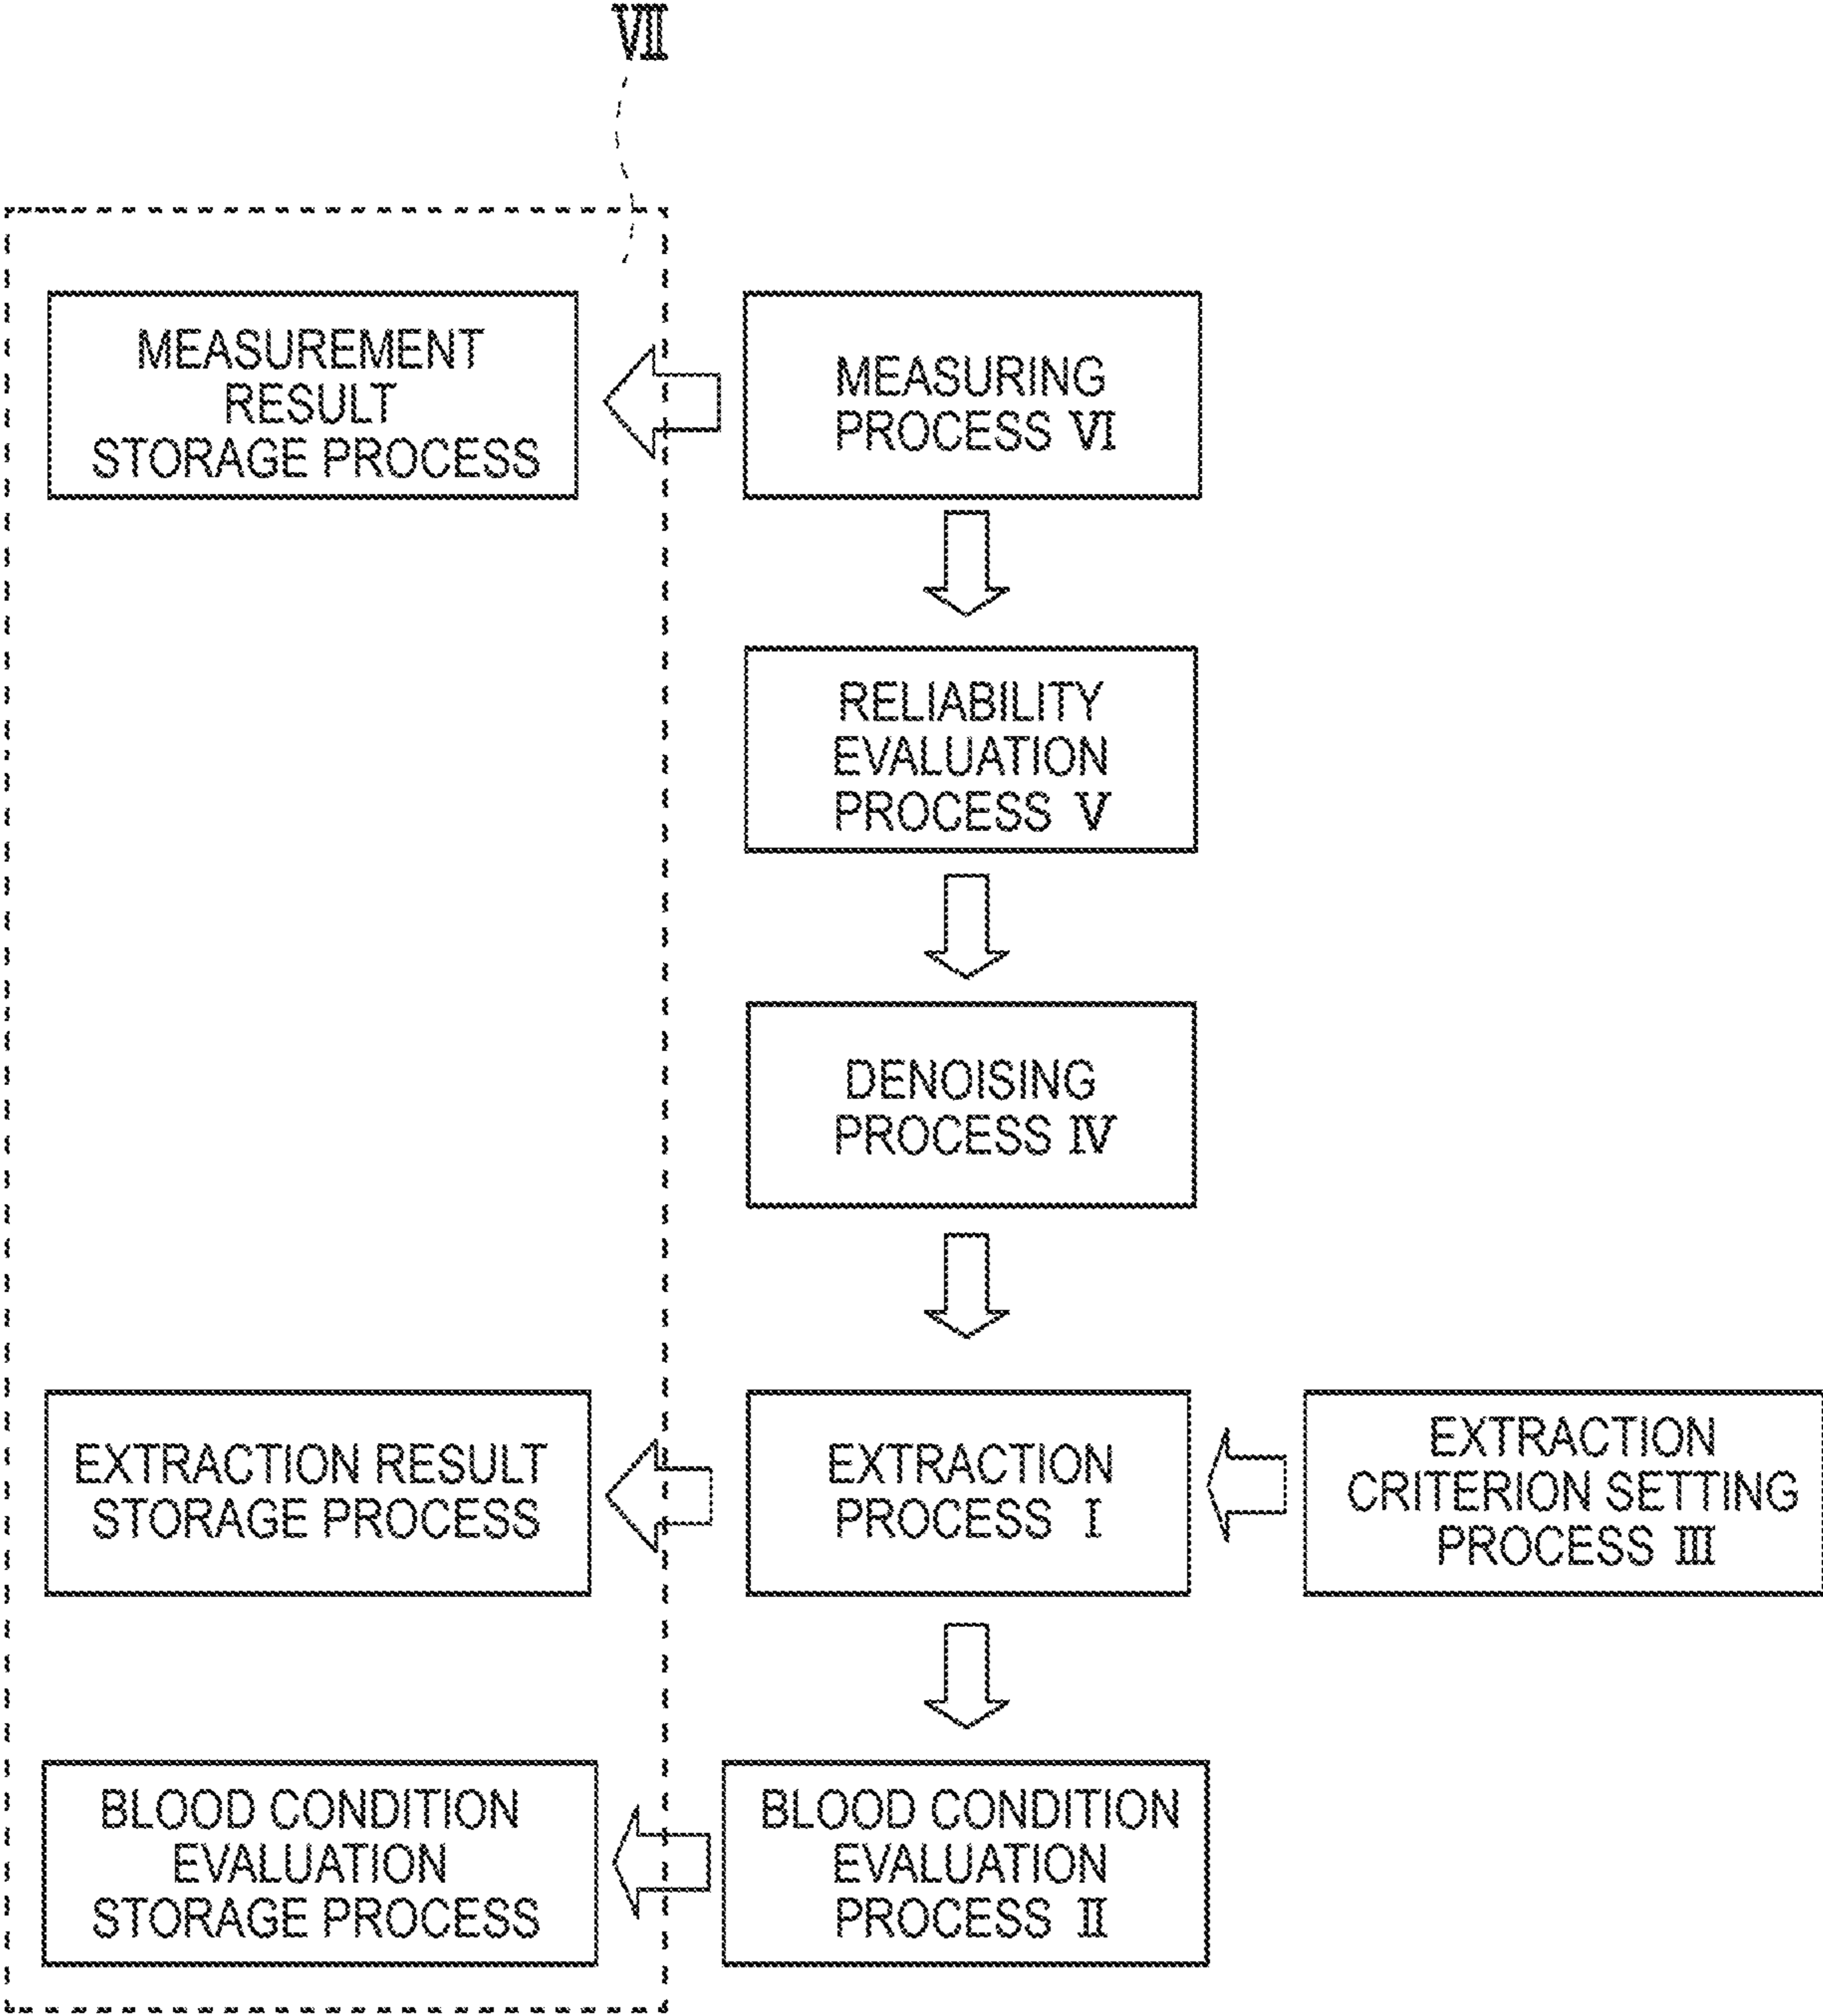 Ⅶ
MEASUREMENT
RESULT
STORAGE PROCESS
MEASURING
PROCESS Ⅵ
RELIABILITY
EVALUATION
PROCESS Ⅴ
DENOISING
PROCESS Ⅳ
EXTRACTION RESULT
STORAGE PROCESS
EXTRACTION
PROCESS Ⅰ
EXTRACTION
CRITERION SETTING
PROCESS Ⅲ
BLOOD CONDITION
EVALUATION
STORAGE PROCESS
BLOOD CONDITION
EVALUATION
PROCESS Ⅱ